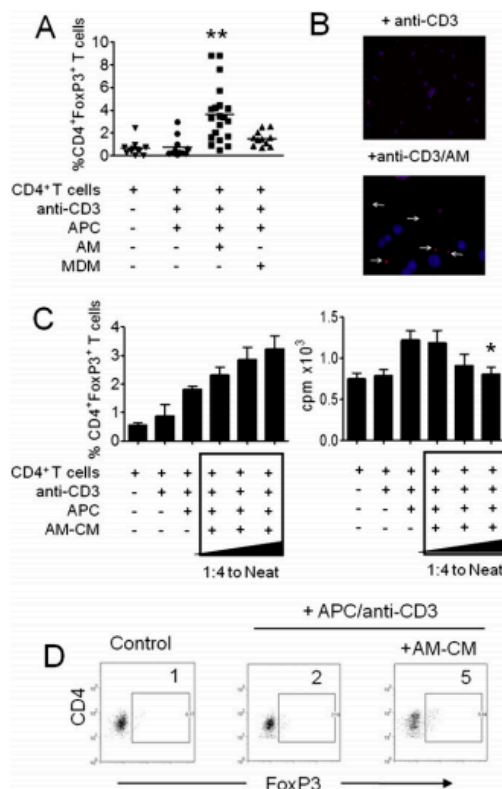 A
B
**
%CD4+FoxP3+ T cells
10
8
6
4
2
0
CD4+ T cells + + + +
anti-CD3 - + + +
APC - + + +
AM - - + -
MDM - - - +
+ anti-CD3
+anti-CD3/AM
C
% CD4+FoxP3+ T cells
4
3
2
1
0
cpm x10³
1.5
1.0
0.5
0.0
*
CD4+ T cells + + + + + + + + + + + +
anti-CD3 - + + + + + - + + + + +
APC - - + + + + - - + + + +
AM-CM - - - + + + - - - + + +
1:4 to Neat 1:4 to Neat
D
+ APC/anti-CD3
Control
+AM-CM
1 2 5
CD4
FoxP3